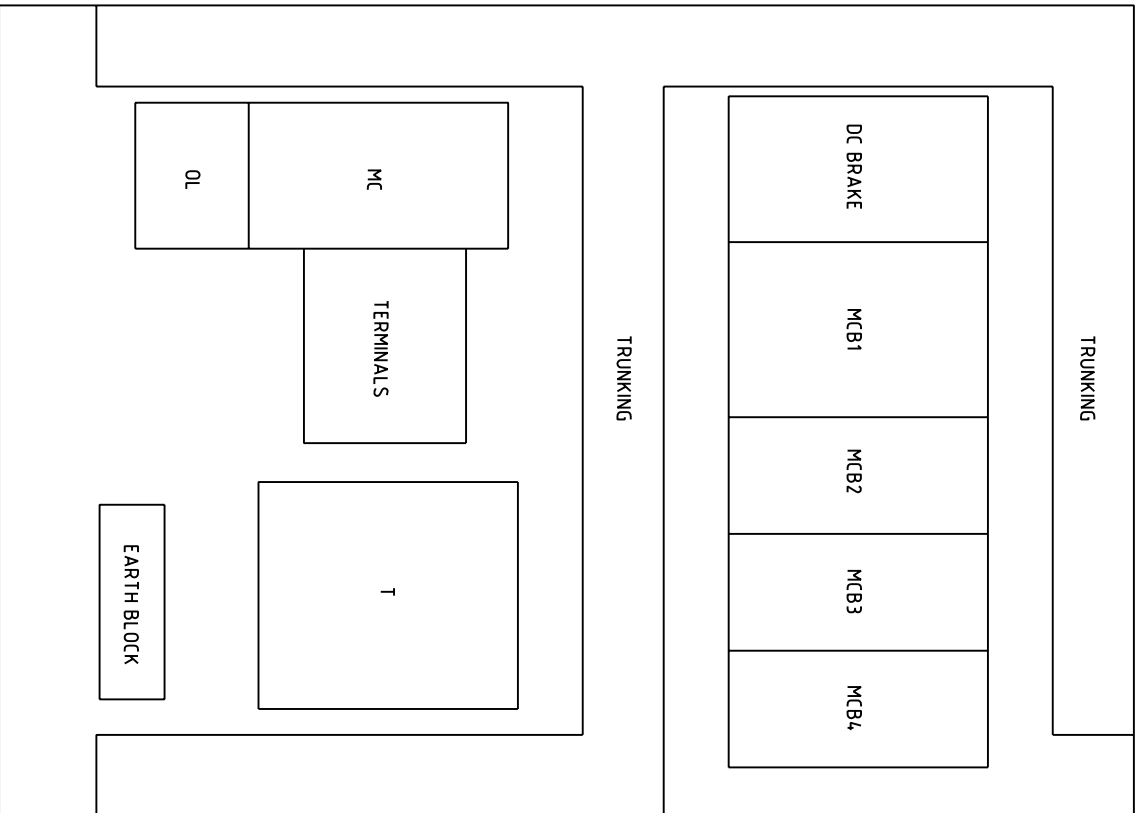 TRUNKING
DC BRAKE
MCB1
MCB2
MCB3
MCB4
TRUNKING
MC
OL
TERMINALS
T
EARTH BLOCK